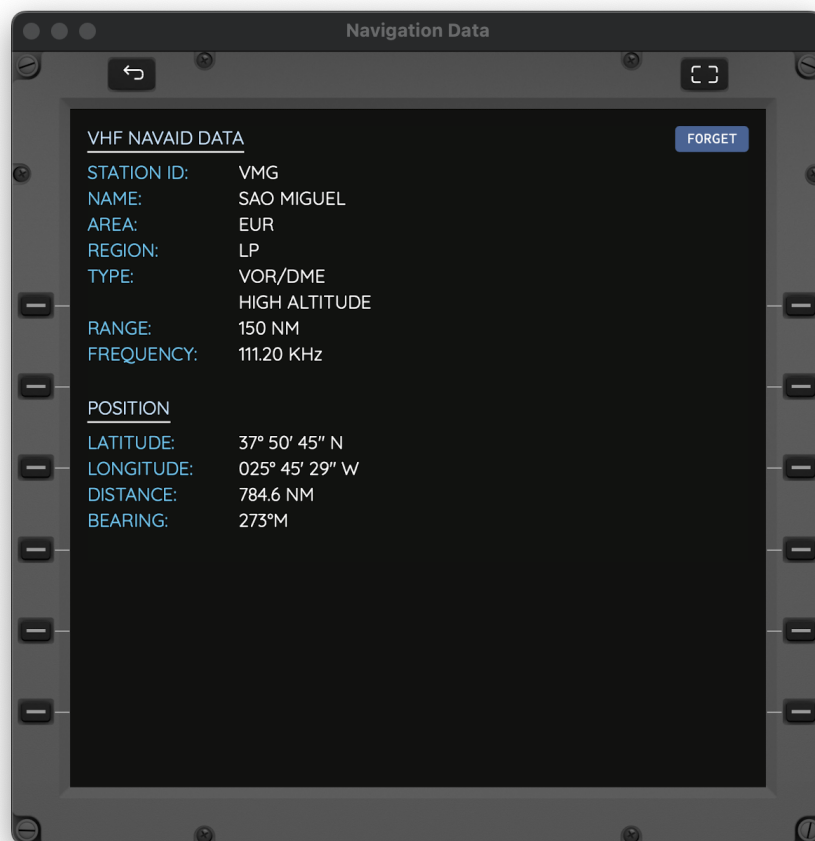 Navigation Data
VHF NAVAID DATA
FORGET
STATION ID: VMG
NAME: SAO MIGUEL
AREA: EUR
REGION: LP
TYPE: VOR/DME
HIGH ALTITUDE
RANGE: 150 NM
FREQUENCY: 111.20 KHz
POSITION
LATITUDE: 37° 50' 45" N
LONGITUDE: 025° 45' 29" W
DISTANCE: 784.6 NM
BEARING: 273°M